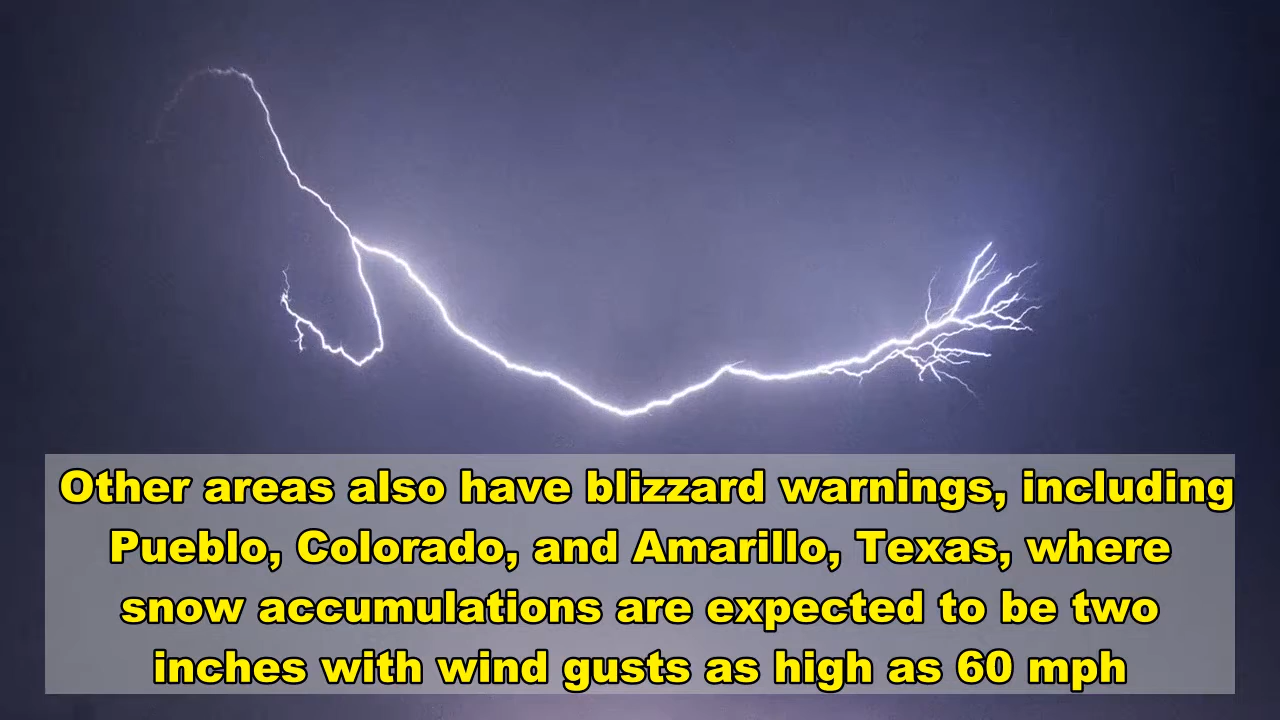 Other areas also have blizzard warnings, including
Pueblo, Colorado, and Amarillo, Texas, where
snow accumulations are expected to be two
inches with wind gusts as high as 60 mph